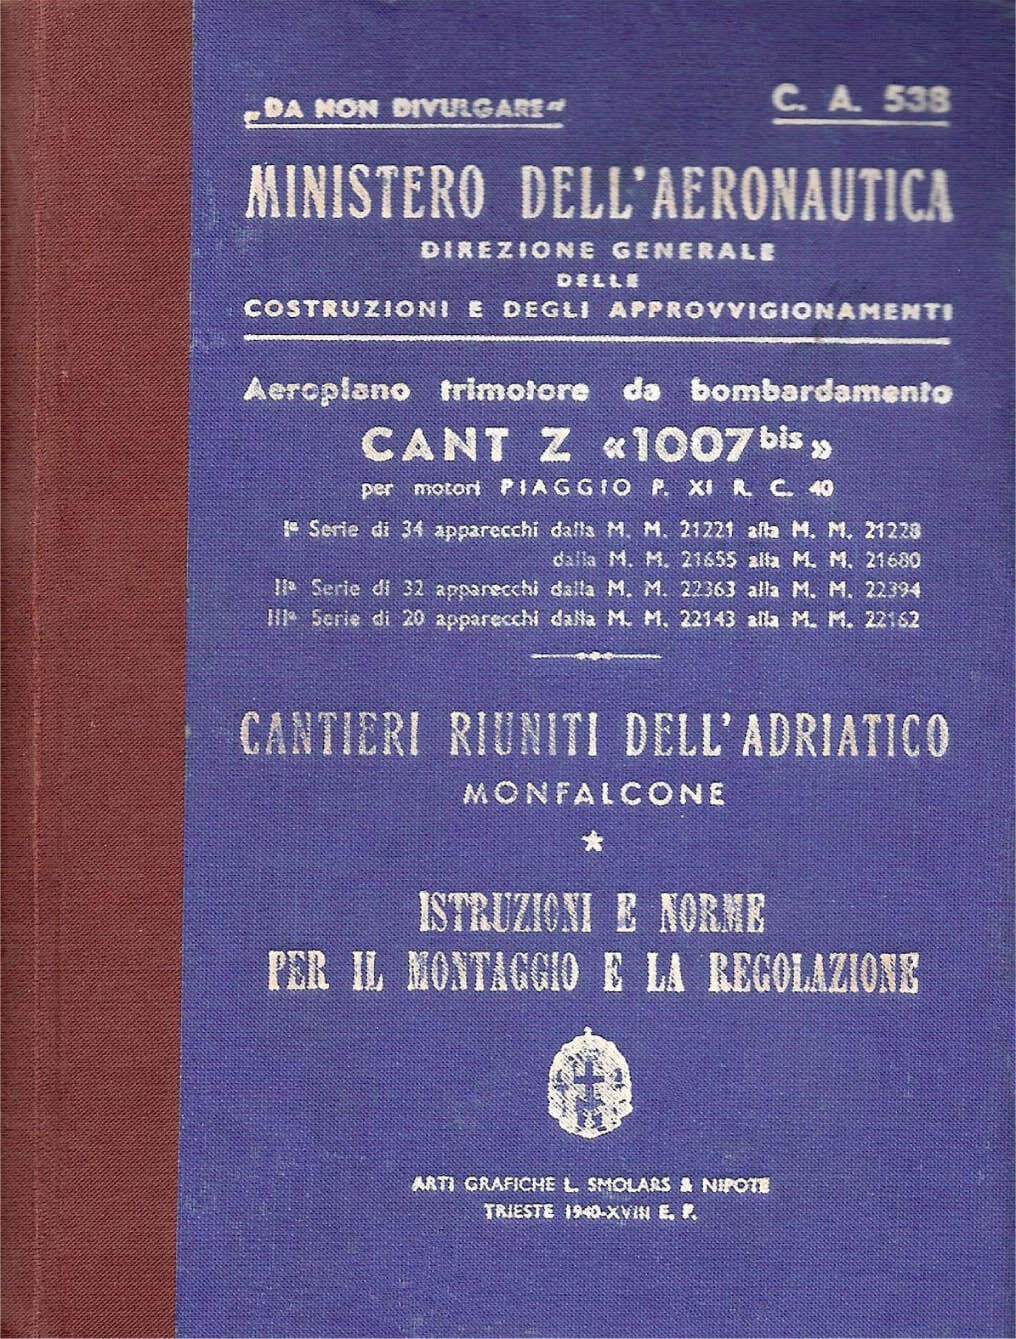 „DA NON DIVULGARE“
C. A. 538
MINISTERO DELL'AERONAUTICA
DIREZIONE GENERALE
DELLE
COSTRUZIONI E DEGLI APPROVVIGIONAMENTI
Aeroplano trimotore da bombardamento
CANT Z «1007bis»
per motori PIAGGIO P. XI R. C. 40
Iª Serie di 34 apparecchi dalla M. M. 21221 alla M. M. 21228
dalla M. M. 21655 alla M. M. 21680
IIª Serie di 32 apparecchi dalla M. M. 22363 alla M. M. 22394
IIIª Serie di 20 apparecchi dalla M. M. 22143 alla M. M. 22162
CANTIERI RIUNITI DELL'ADRIATICO
MONFALCONE
ISTRUZIONI E NORME
PER IL MONTAGGIO E LA REGOLAZIONE
ARTI GRAFICHE L. SMOLARS & NIPOTE
TRIESTE 1940-XVIII E. F.